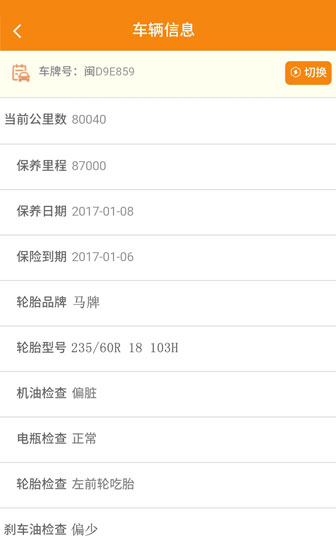 车辆信息
车牌号：闽D9E859 切换
当前公里数 80040
保养里程 87000
保养日期 2017-01-08
保险到期 2017-01-06
轮胎品牌 马牌
轮胎型号 235/60R 18 103H
机油检查 偏脏
电瓶检查 正常
轮胎检查 左前轮吃胎
刹车油检查 偏少